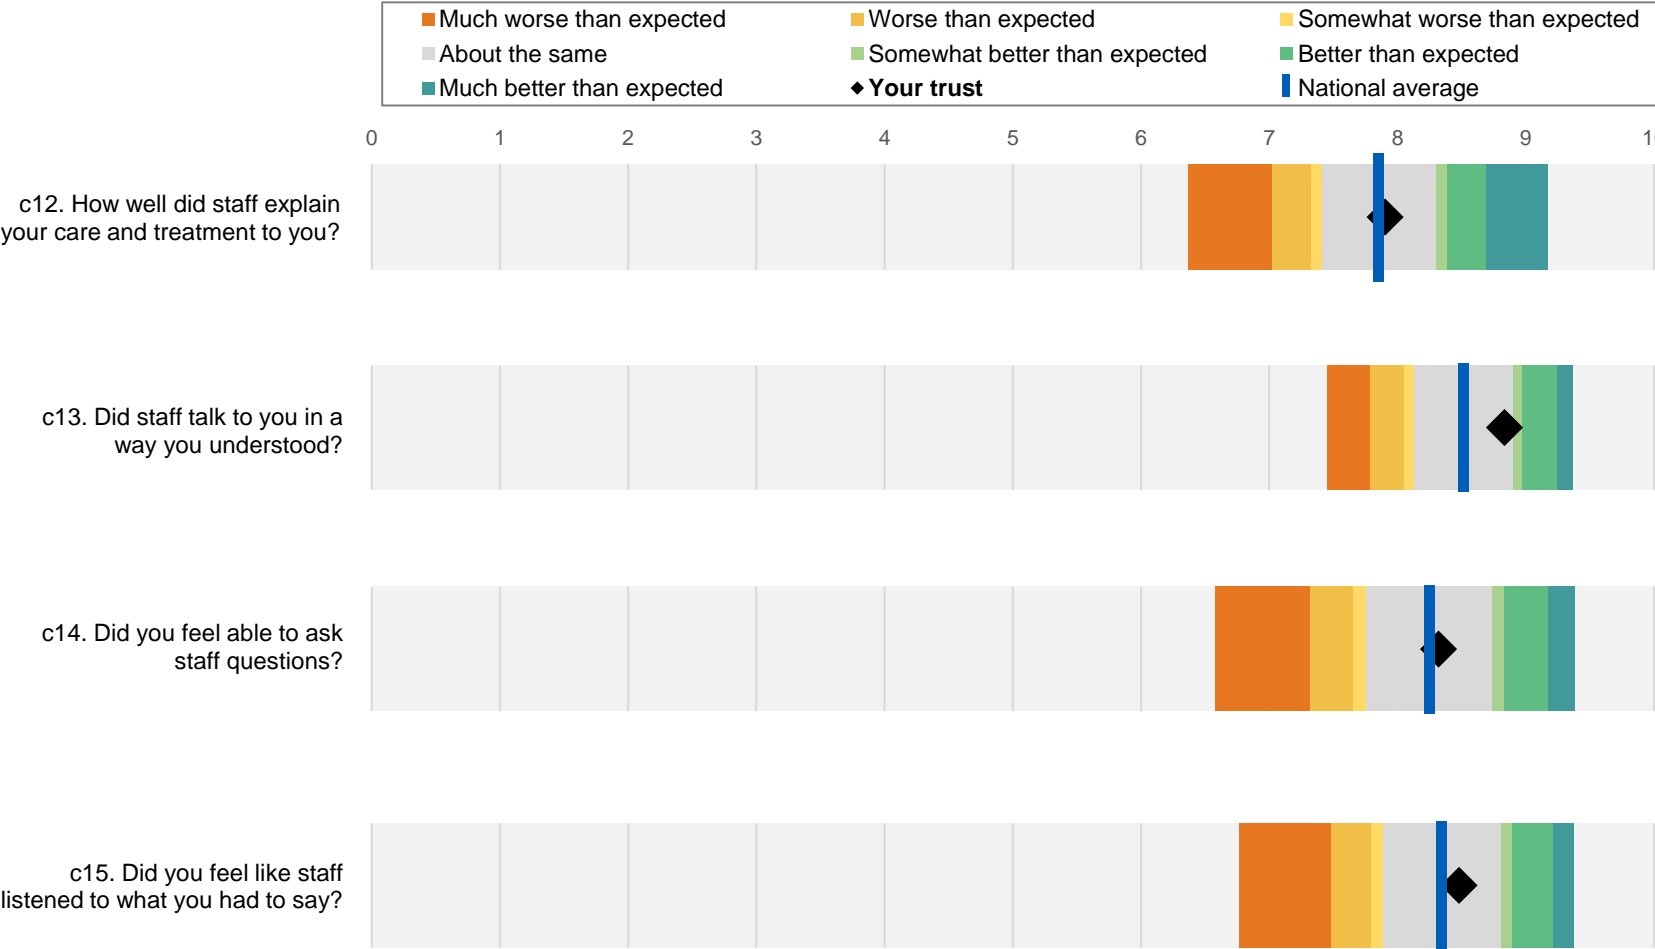 Much worse than expected Worse than expected Somewhat worse than expected
About the same Somewhat better than expected Better than expected
Much better than expected Your trust National average
0 1 2 3 4 5 6 7 8 9
c12. How well did staff explain
your care and treatment to you?
c13. Did staff talk to you in a
way you understood?
c14. Did you feel able to ask
staff questions?
c15. Did you feel like staff
listened to what you had to say?